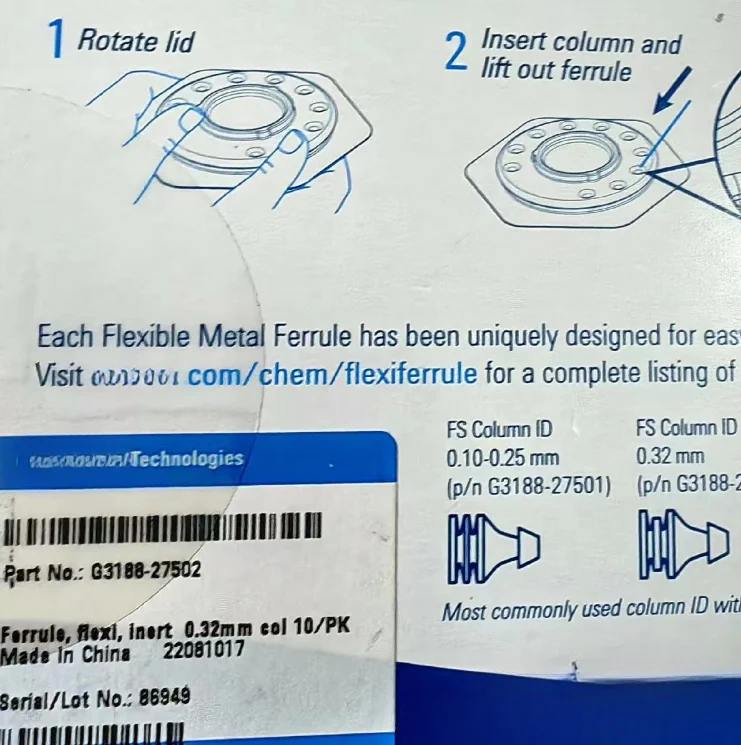 1 Rotate lid
2 Insert column and
lift out ferrule
Each Flexible Metal Ferrule has been uniquely designed for eas
Visit .com/chem/flexiferrule for a complete listing of
FS Column ID
0.10-0.25 mm
(p/n G3188-27501)
FS Column ID
0.32 mm
(p/n G3188-2
Most commonly used column ID wit
Technologies
Part No.: G3188-27502
Ferrule, flexi, inert 0.32mm col 10/PK
Made in China 22081017
Serial/Lot No.: 86949